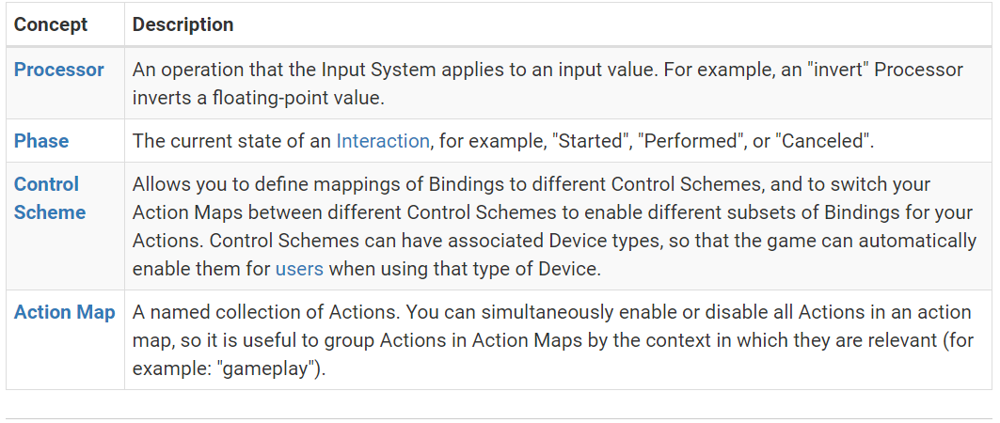 Concept Description
Processor An operation that the Input System applies to an input value. For example, an "invert" Processor
inverts a floating-point value.
Phase The current state of an Interaction, for example, "Started", "Performed", or "Canceled".
Control Allows you to define mappings of Bindings to different Control Schemes, and to switch your
Scheme Action Maps between different Control Schemes to enable different subsets of Bindings for your
Actions. Control Schemes can have associated Device types, so that the game can automatically
enable them for users when using that type of Device.
Action Map A named collection of Actions. You can simultaneously enable or disable all Actions in an action
map, so it is useful to group Actions in Action Maps by the context in which they are relevant (for
example: "gameplay").